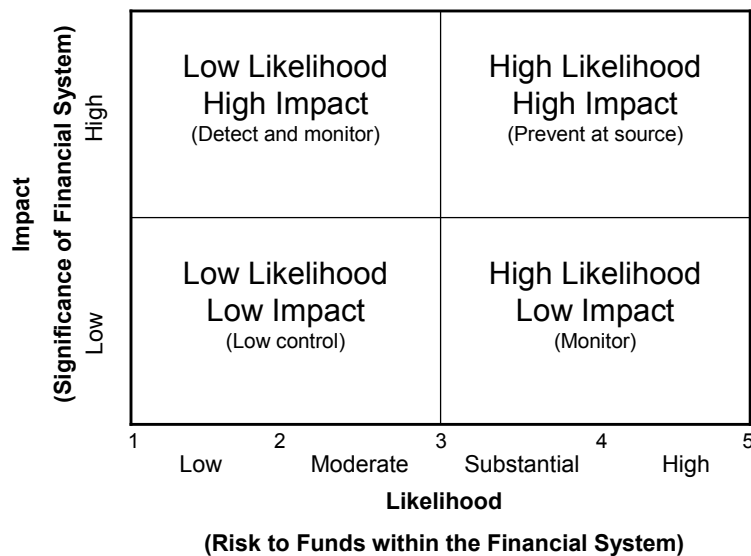 Impact
(Significance of Financial System)
High
Low
Low Likelihood
High Impact
(Detect and monitor)
High Likelihood
High Impact
(Prevent at source)
Low Likelihood
Low Impact
(Low control)
High Likelihood
Low Impact
(Monitor)
1 2 3 4 5
Low Moderate Substantial High
Likelihood
(Risk to Funds within the Financial System)